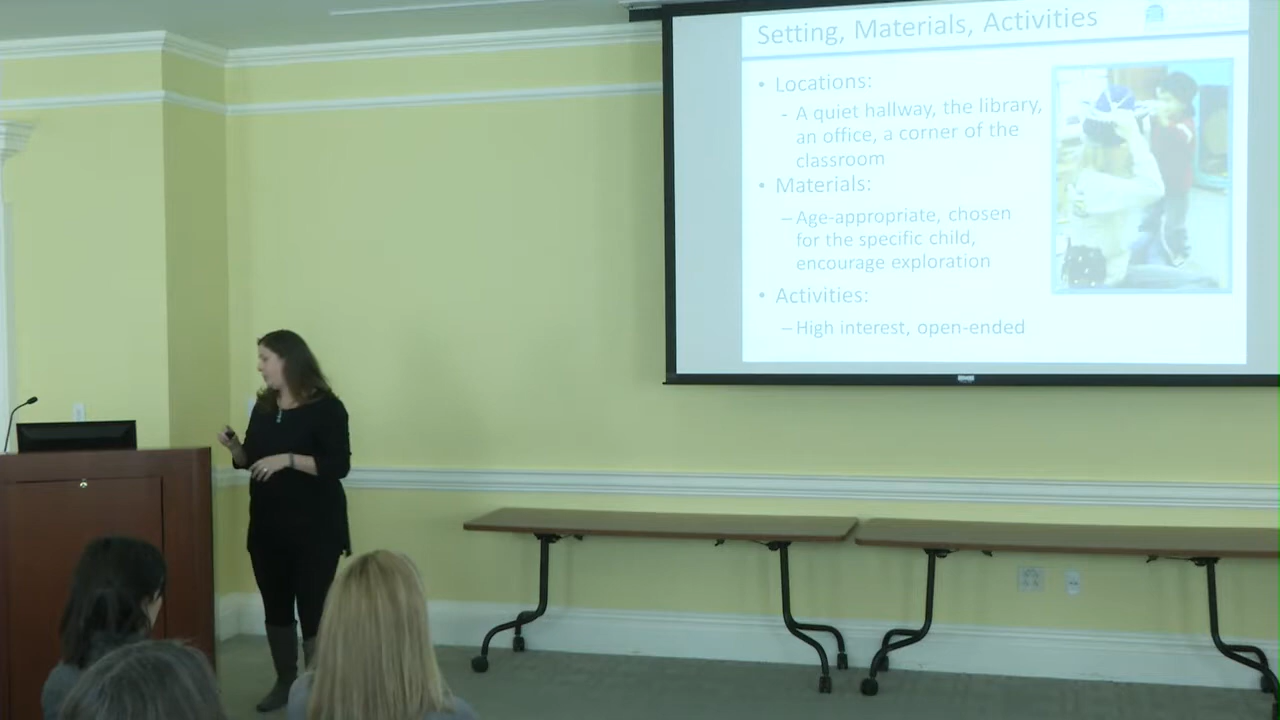 Setting, Materials, Activities
• Locations:
- A quiet hallway, the library,
an office, a corner of the
classroom
• Materials:
– Age-appropriate, chosen
for the specific child,
encourage exploration
• Activities:
– High interest, open-ended